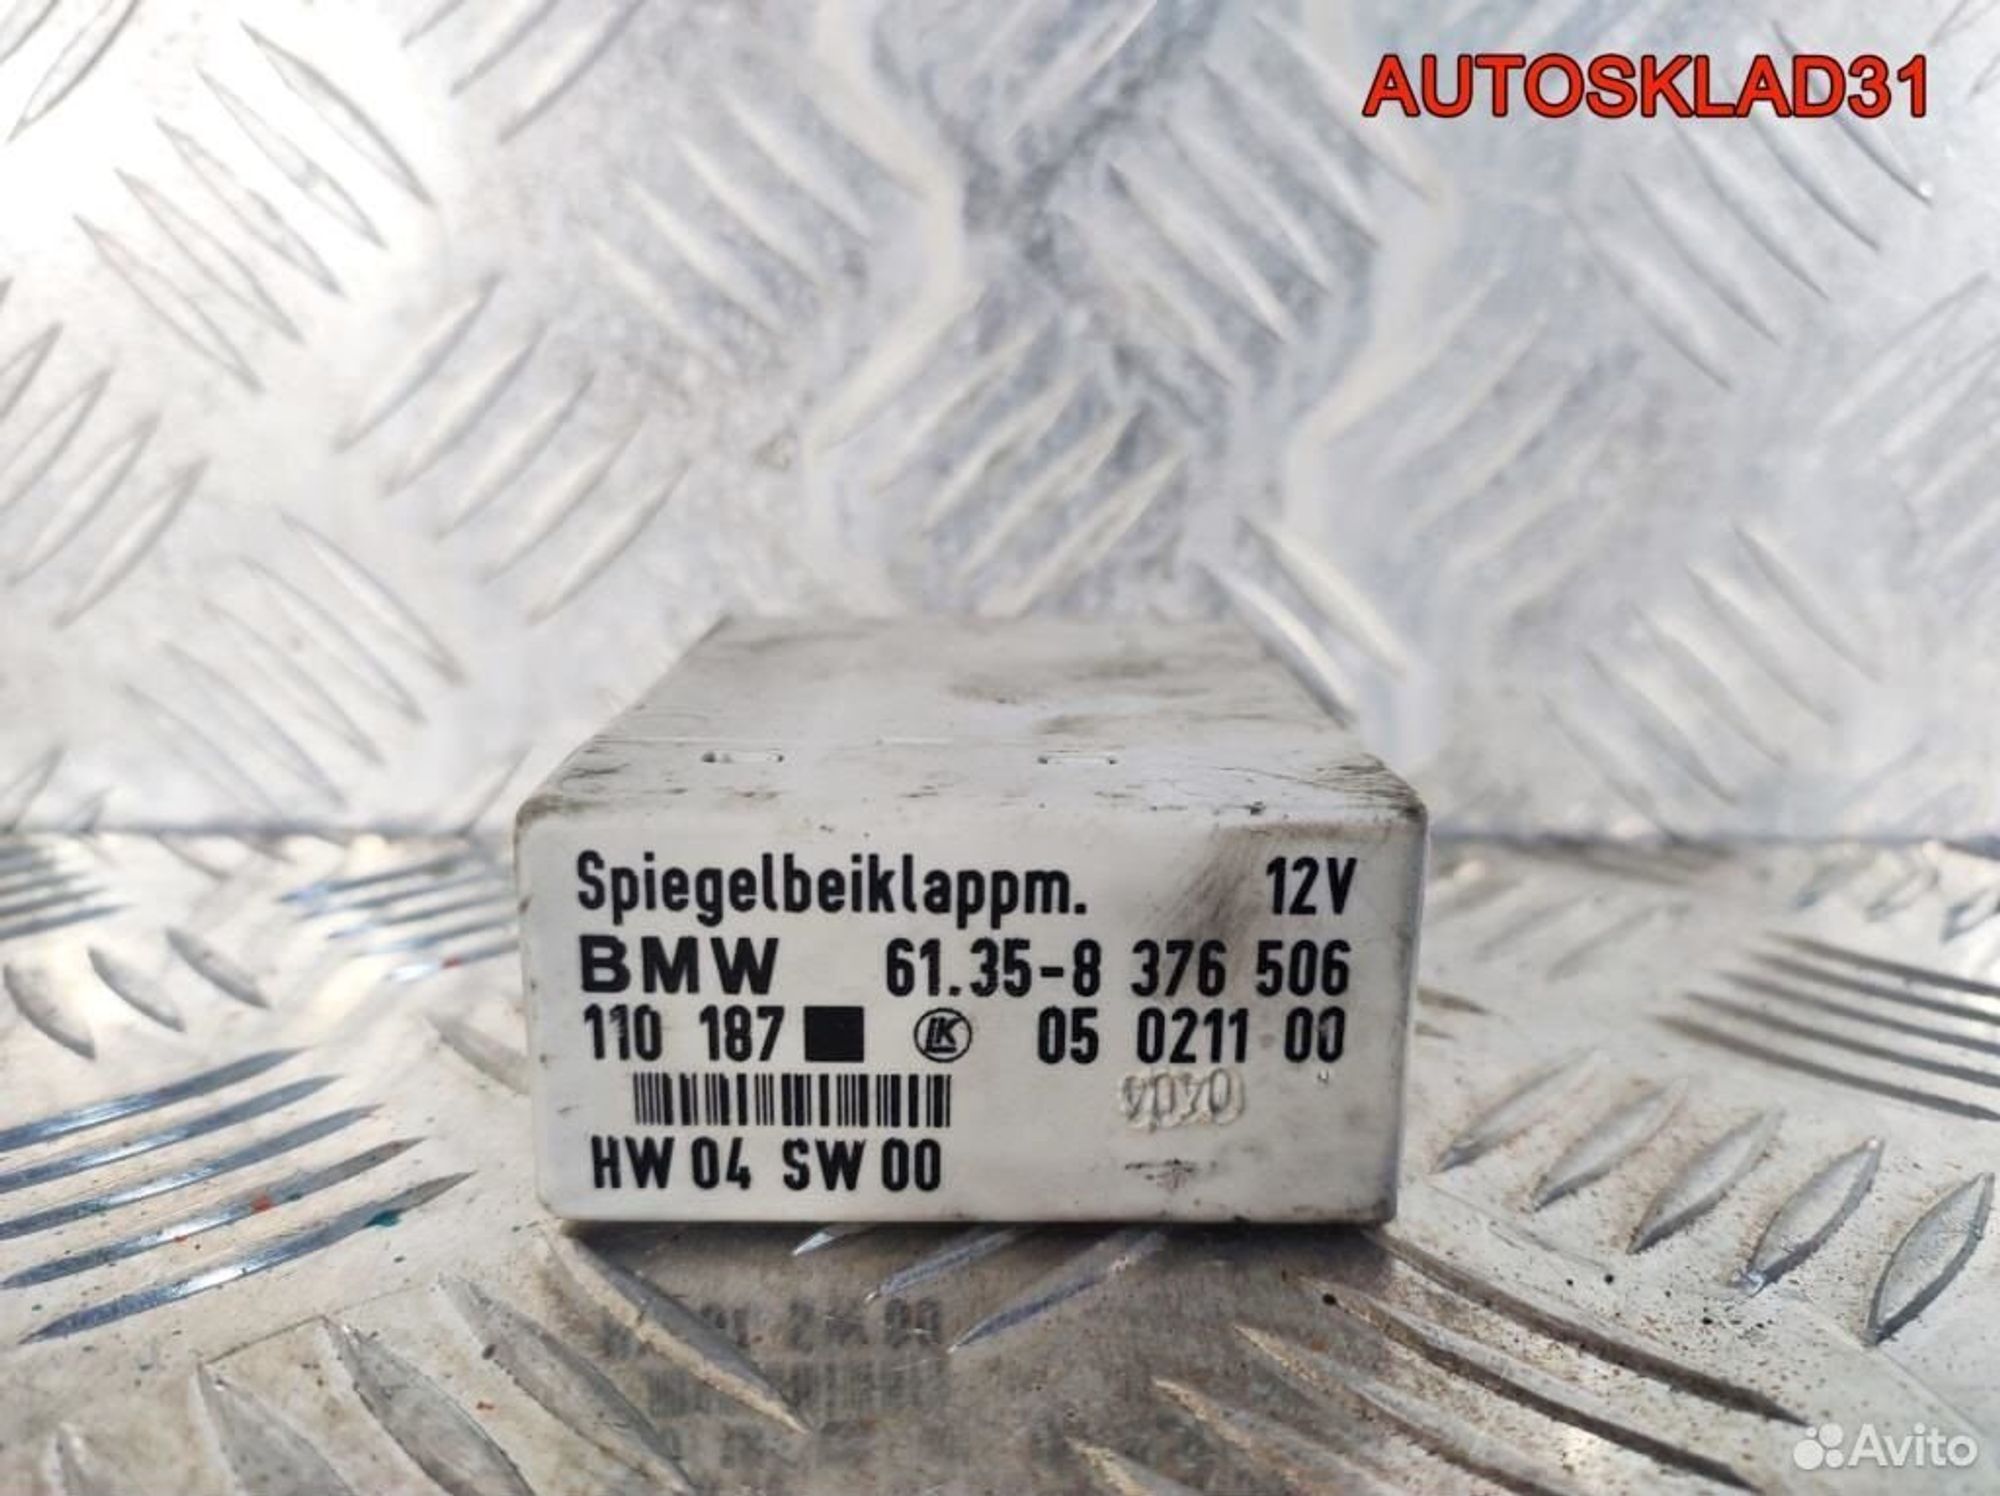 AUTOSKLAD31
Spiegelbeiklappm. 12V
BMW 61.35-8 376 506
110 187 LK 05 0211 00
HW 04 SW 00
Avito